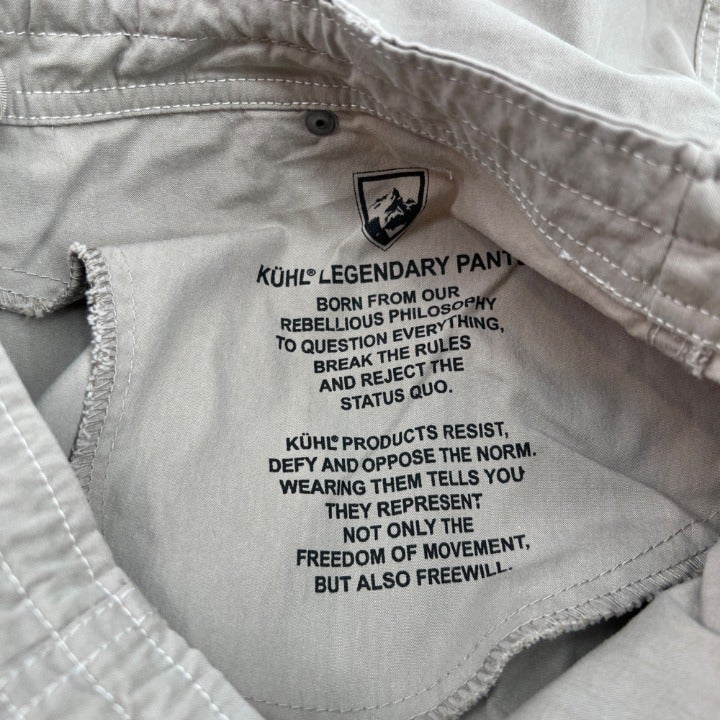 KÜHL® LEGENDARY PANT
BORN FROM OUR
REBELLIOUS PHILOSOPHY
TO QUESTION EVERYTHING,
BREAK THE RULES
AND REJECT THE
STATUS QUO.
KÜHL® PRODUCTS RESIST,
DEFY AND OPPOSE THE NORM.
WEARING THEM TELLS YOU
THEY REPRESENT
NOT ONLY THE
FREEDOM OF MOVEMENT,
BUT ALSO FREEWILL.